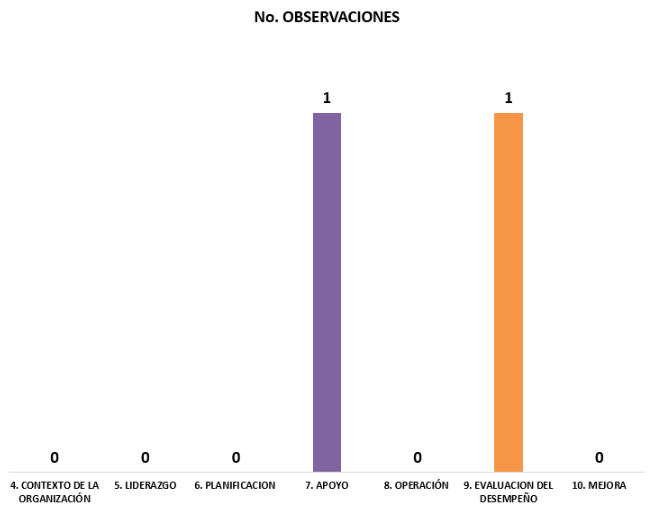 No. OBSERVACIONES
1
1
0
0
0
0
0
4. CONTEXTO DE LA
ORGANIZACIÓN
5. LIDERAZGO
6. PLANIFICACION
7. APOYO
8. OPERACIÓN
9. EVALUACION DEL
DESEMPEÑO
10. MEJORA